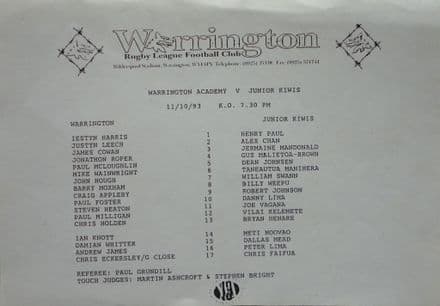 Warrington
Rugby League Football Club
WARRINGTON ACADEMY V JUNIOR KIWIS
11/10/93 K.O. 7.30 PM
WARRINGTON JUNIOR KIWIS
IESTYN HARRIS 1 HENRY PAUL
JUSTYN LEECH 2 ALEX CHAN
JAMES COWAN 3 JERMAINE MANDONALD
JONATHON ROPER 4 GUS MALIETOA-BROWN
PAUL MCLOUGHLIN 5 DEAN JOHNSEN
MIKE WAINWRIGHT 6 TANEAUTUA MANIHERA
JOHN HOUGH 7 WILLIAM SWANN
BARRY MOXHAM 8 BILLY WEEPU
CRAIG APPLEBY 9 ROBERT JOHNSON
PAUL FOSTER 10 DANNY LIMA
STEVEN HEATON 11 JOE VAGANA
PAUL MILLIGAN 12 VILAI KELEMETE
CHRIS HOLDEN 13 BRYAN HENARE
IAN KNOTT 14 METI NOOVAO
DAMIAN WRITTER 15 DALLAS MEAD
ANDREW JAMES 16 PETER LIMA
CHRIS ECKERSLEY/G CLOSE 17 CHRIS FAIFUA
REFEREE: PAUL GRUNDILL
TOUCH JUDGES: MARTIN ASHCROFT & STEPHEN BRIGHT